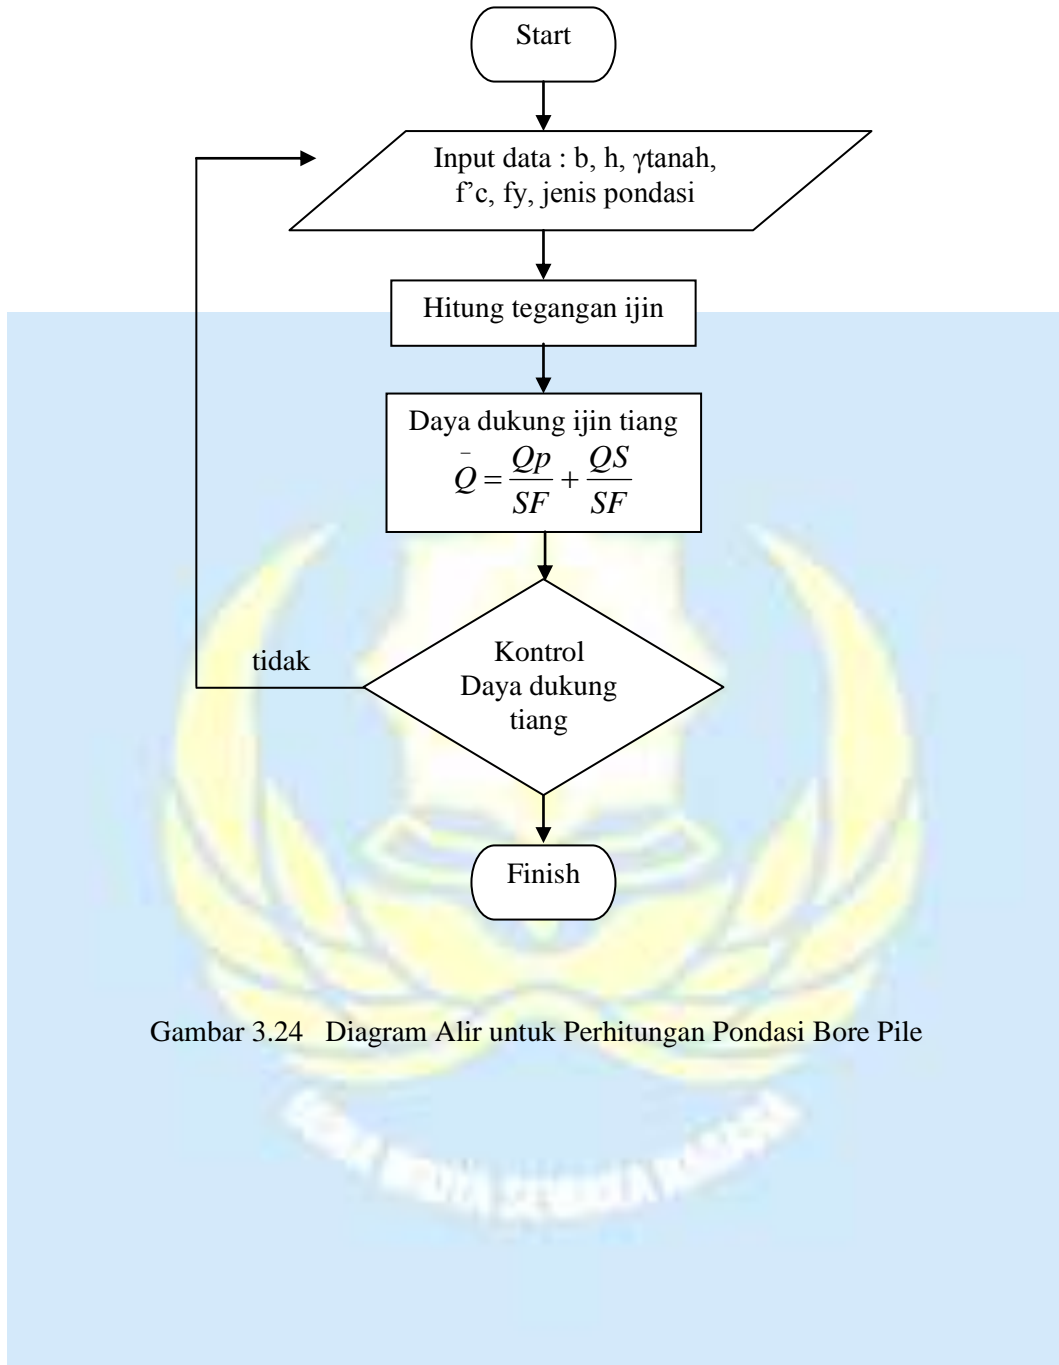 Start
Input data : b, h, γtanah,
f’c, fy, jenis pondasi
Hitung tegangan ijin
Daya dukung ijin tiang
Q̄ = Qp/SF + QS/SF
tidak
Kontrol
Daya dukung
tiang
Finish
Gambar 3.24 Diagram Alir untuk Perhitungan Pondasi Bore Pile